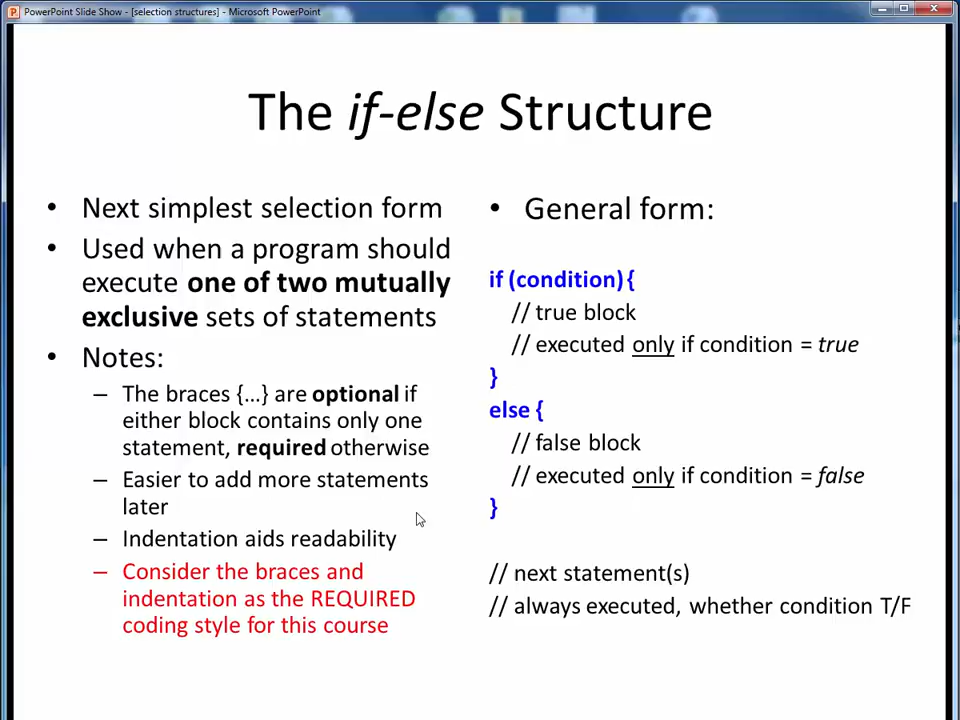 PowerPoint Slide Show - [selection structures] - Microsoft PowerPoint
The if-else Structure
• Next simplest selection form
• Used when a program should
execute one of two mutually
exclusive sets of statements
• Notes:
– The braces {...} are optional if
either block contains only one
statement, required otherwise
– Easier to add more statements
later
– Indentation aids readability
– Consider the braces and
indentation as the REQUIRED
coding style for this course
• General form:
if (condition) {
// true block
// executed only if condition = true
}
else {
// false block
// executed only if condition = false
}
// next statement(s)
// always executed, whether condition T/F